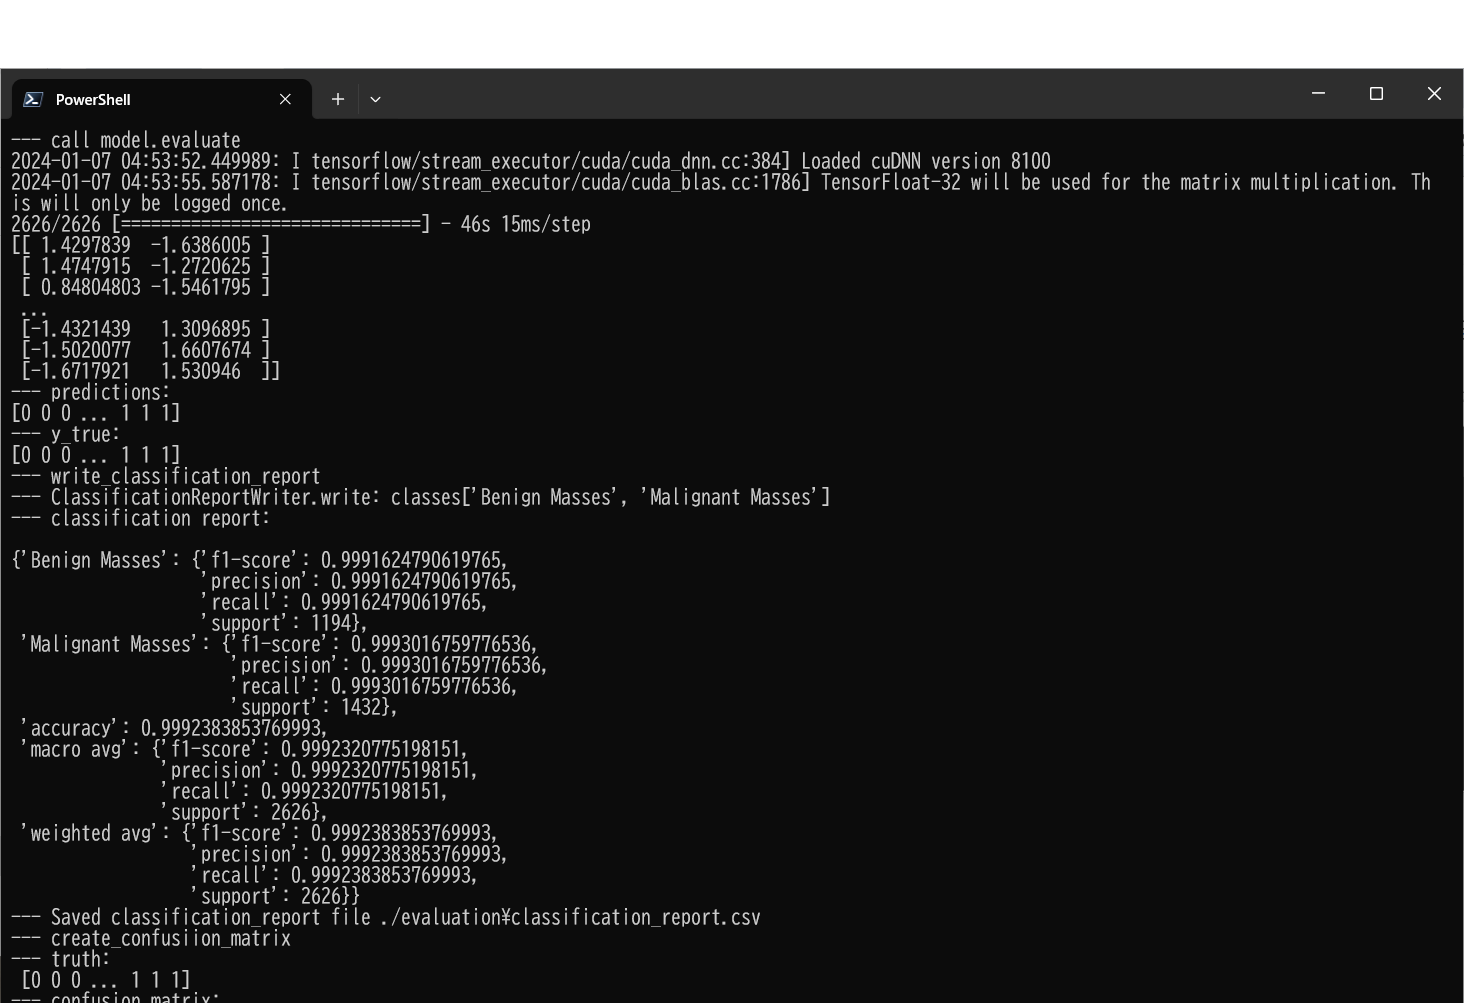 PowerShell
--- call model.evaluate
2024-01-07 04:53:52.449989: I tensorflow/stream_executor/cuda/cuda_dnn.cc:384] Loaded cuDNN version 8100
2024-01-07 04:53:55.587178: I tensorflow/stream_executor/cuda/cuda_blas.cc:1786] TensorFloat-32 will be used for the matrix multiplication. Th
is will only be logged once.
2626/2626 [==============================] - 46s 15ms/step
[[ 1.4297839  -1.6386005 ]
 [ 1.4747915  -1.2720625 ]
 [ 0.84804803 -1.5461795 ]
 ...
 [-1.4321439   1.3096895 ]
 [-1.5020077   1.6607674 ]
 [-1.6717921   1.530946  ]]
--- predictions:
[0 0 0 ... 1 1 1]
--- y_true:
[0 0 0 ... 1 1 1]
--- write_classification_report
--- ClassificationReportWriter.write: classes['Benign Masses', 'Malignant Masses']
--- classification report:
{'Benign Masses': {'f1-score': 0.9991624790619765,
                   'precision': 0.9991624790619765,
                   'recall': 0.9991624790619765,
                   'support': 1194},
 'Malignant Masses': {'f1-score': 0.9993016759776536,
                      'precision': 0.9993016759776536,
                      'recall': 0.9993016759776536,
                      'support': 1432},
 'accuracy': 0.9992383853769993,
 'macro avg': {'f1-score': 0.9992320775198151,
               'precision': 0.9992320775198151,
               'recall': 0.9992320775198151,
               'support': 2626},
 'weighted avg': {'f1-score': 0.9992383853769993,
                  'precision': 0.9992383853769993,
                  'recall': 0.9992383853769993,
                  'support': 2626}}
--- Saved classification_report file ./evaluation¥classification_report.csv
--- create_confusiion_matrix
--- truth:
 [0 0 0 ... 1 1 1]
--- confusion_matrix: